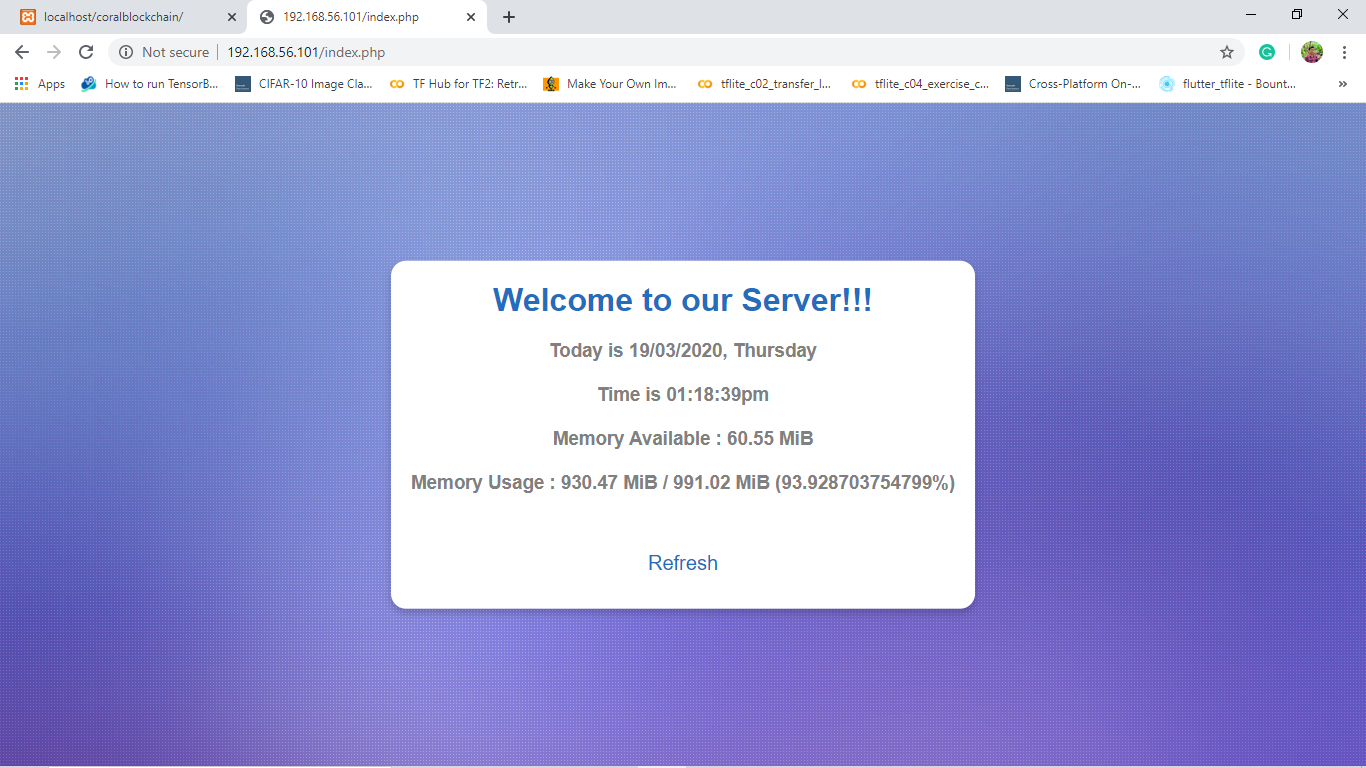 localhost/coralblockchain/
192.168.56.101/index.php
Not secure
192.168.56.101/index.php
Apps
How to run TensorB...
CIFAR-10 Image Cla...
TF Hub for TF2: Retr...
Make Your Own Im...
tflite_c02_transfer_l...
tflite_c04_exercise_c...
Cross-Platform On-...
flutter_tflite - Bount...
Welcome to our Server!!!
Today is 19/03/2020, Thursday
Time is 01:18:39pm
Memory Available : 60.55 MiB
Memory Usage : 930.47 MiB / 991.02 MiB (93.928703754799%)
Refresh